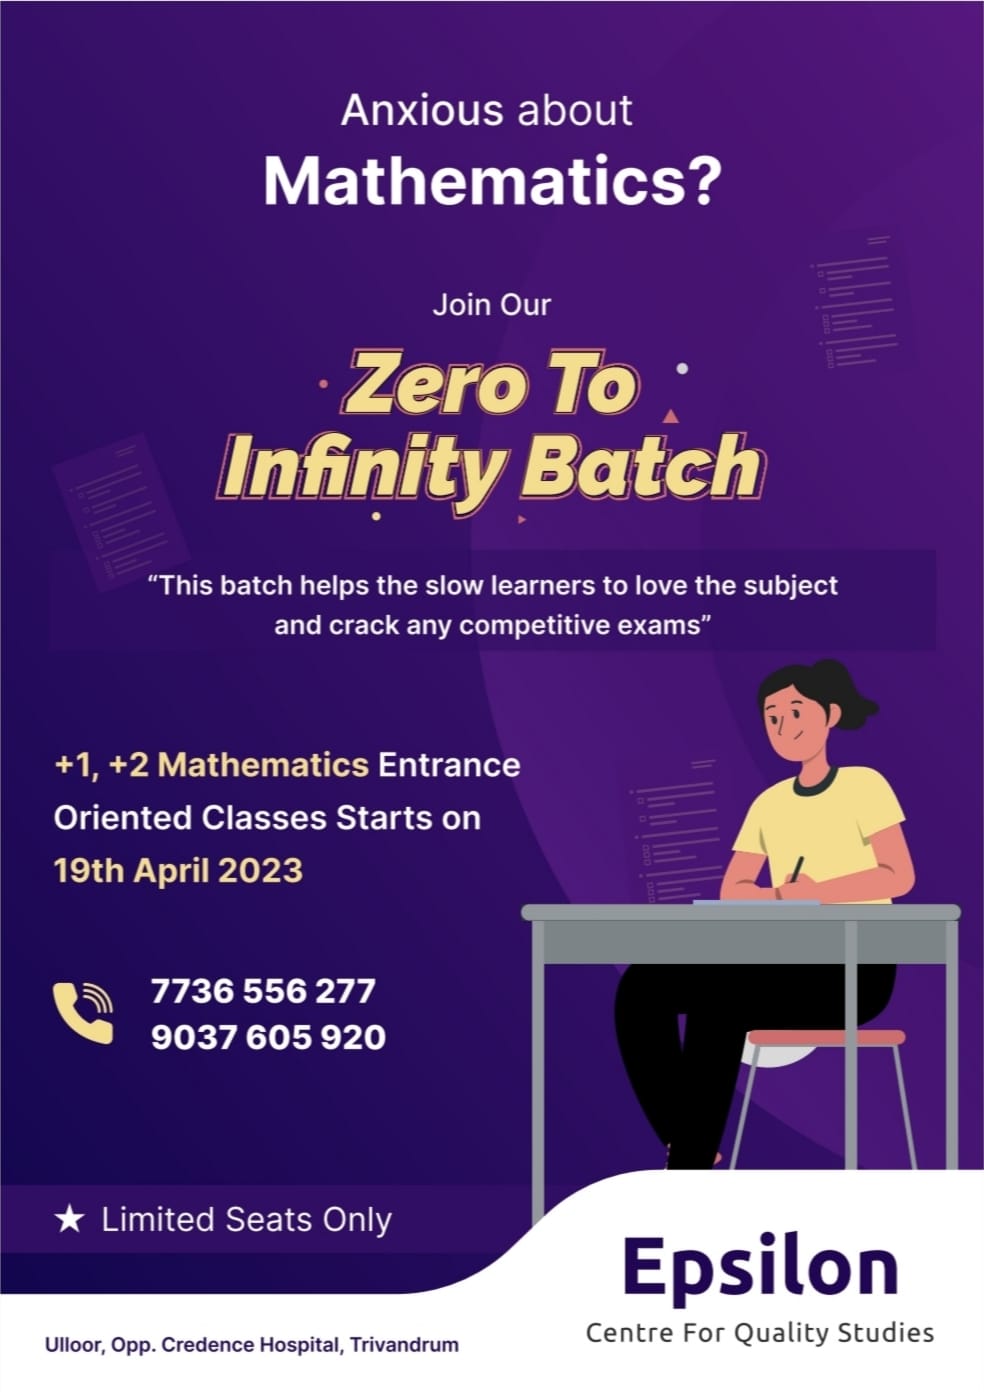 Anxious about
Mathematics?
Join Our
Zero To
Infinity Batch
“This batch helps the slow learners to love the subject
and crack any competitive exams”
+1, +2 Mathematics Entrance
Oriented Classes Starts on
19th April 2023
7736 556 277
9037 605 920
Limited Seats Only
Epsilon
Centre For Quality Studies
Ulloor, Opp. Credence Hospital, Trivandrum